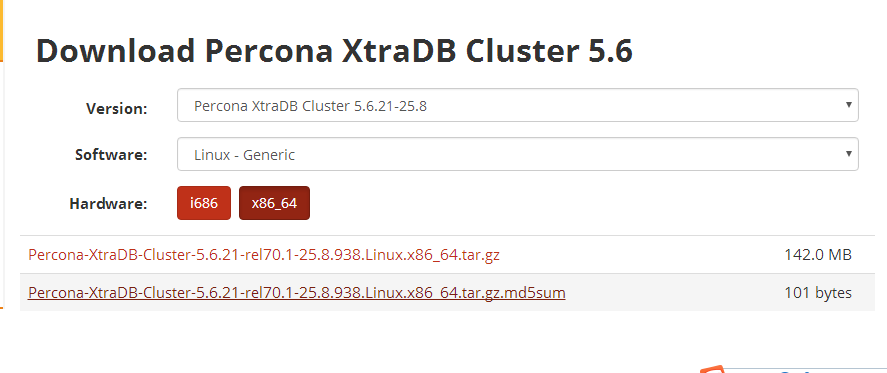 Download Percona XtraDB Cluster 5.6
Version: Percona XtraDB Cluster 5.6.21-25.8
Software: Linux - Generic
Hardware: i686 x86_64
Percona-XtraDB-Cluster-5.6.21-rel70.1-25.8.938.Linux.x86_64.tar.gz 142.0 MB
Percona-XtraDB-Cluster-5.6.21-rel70.1-25.8.938.Linux.x86_64.tar.gz.md5sum 101 bytes